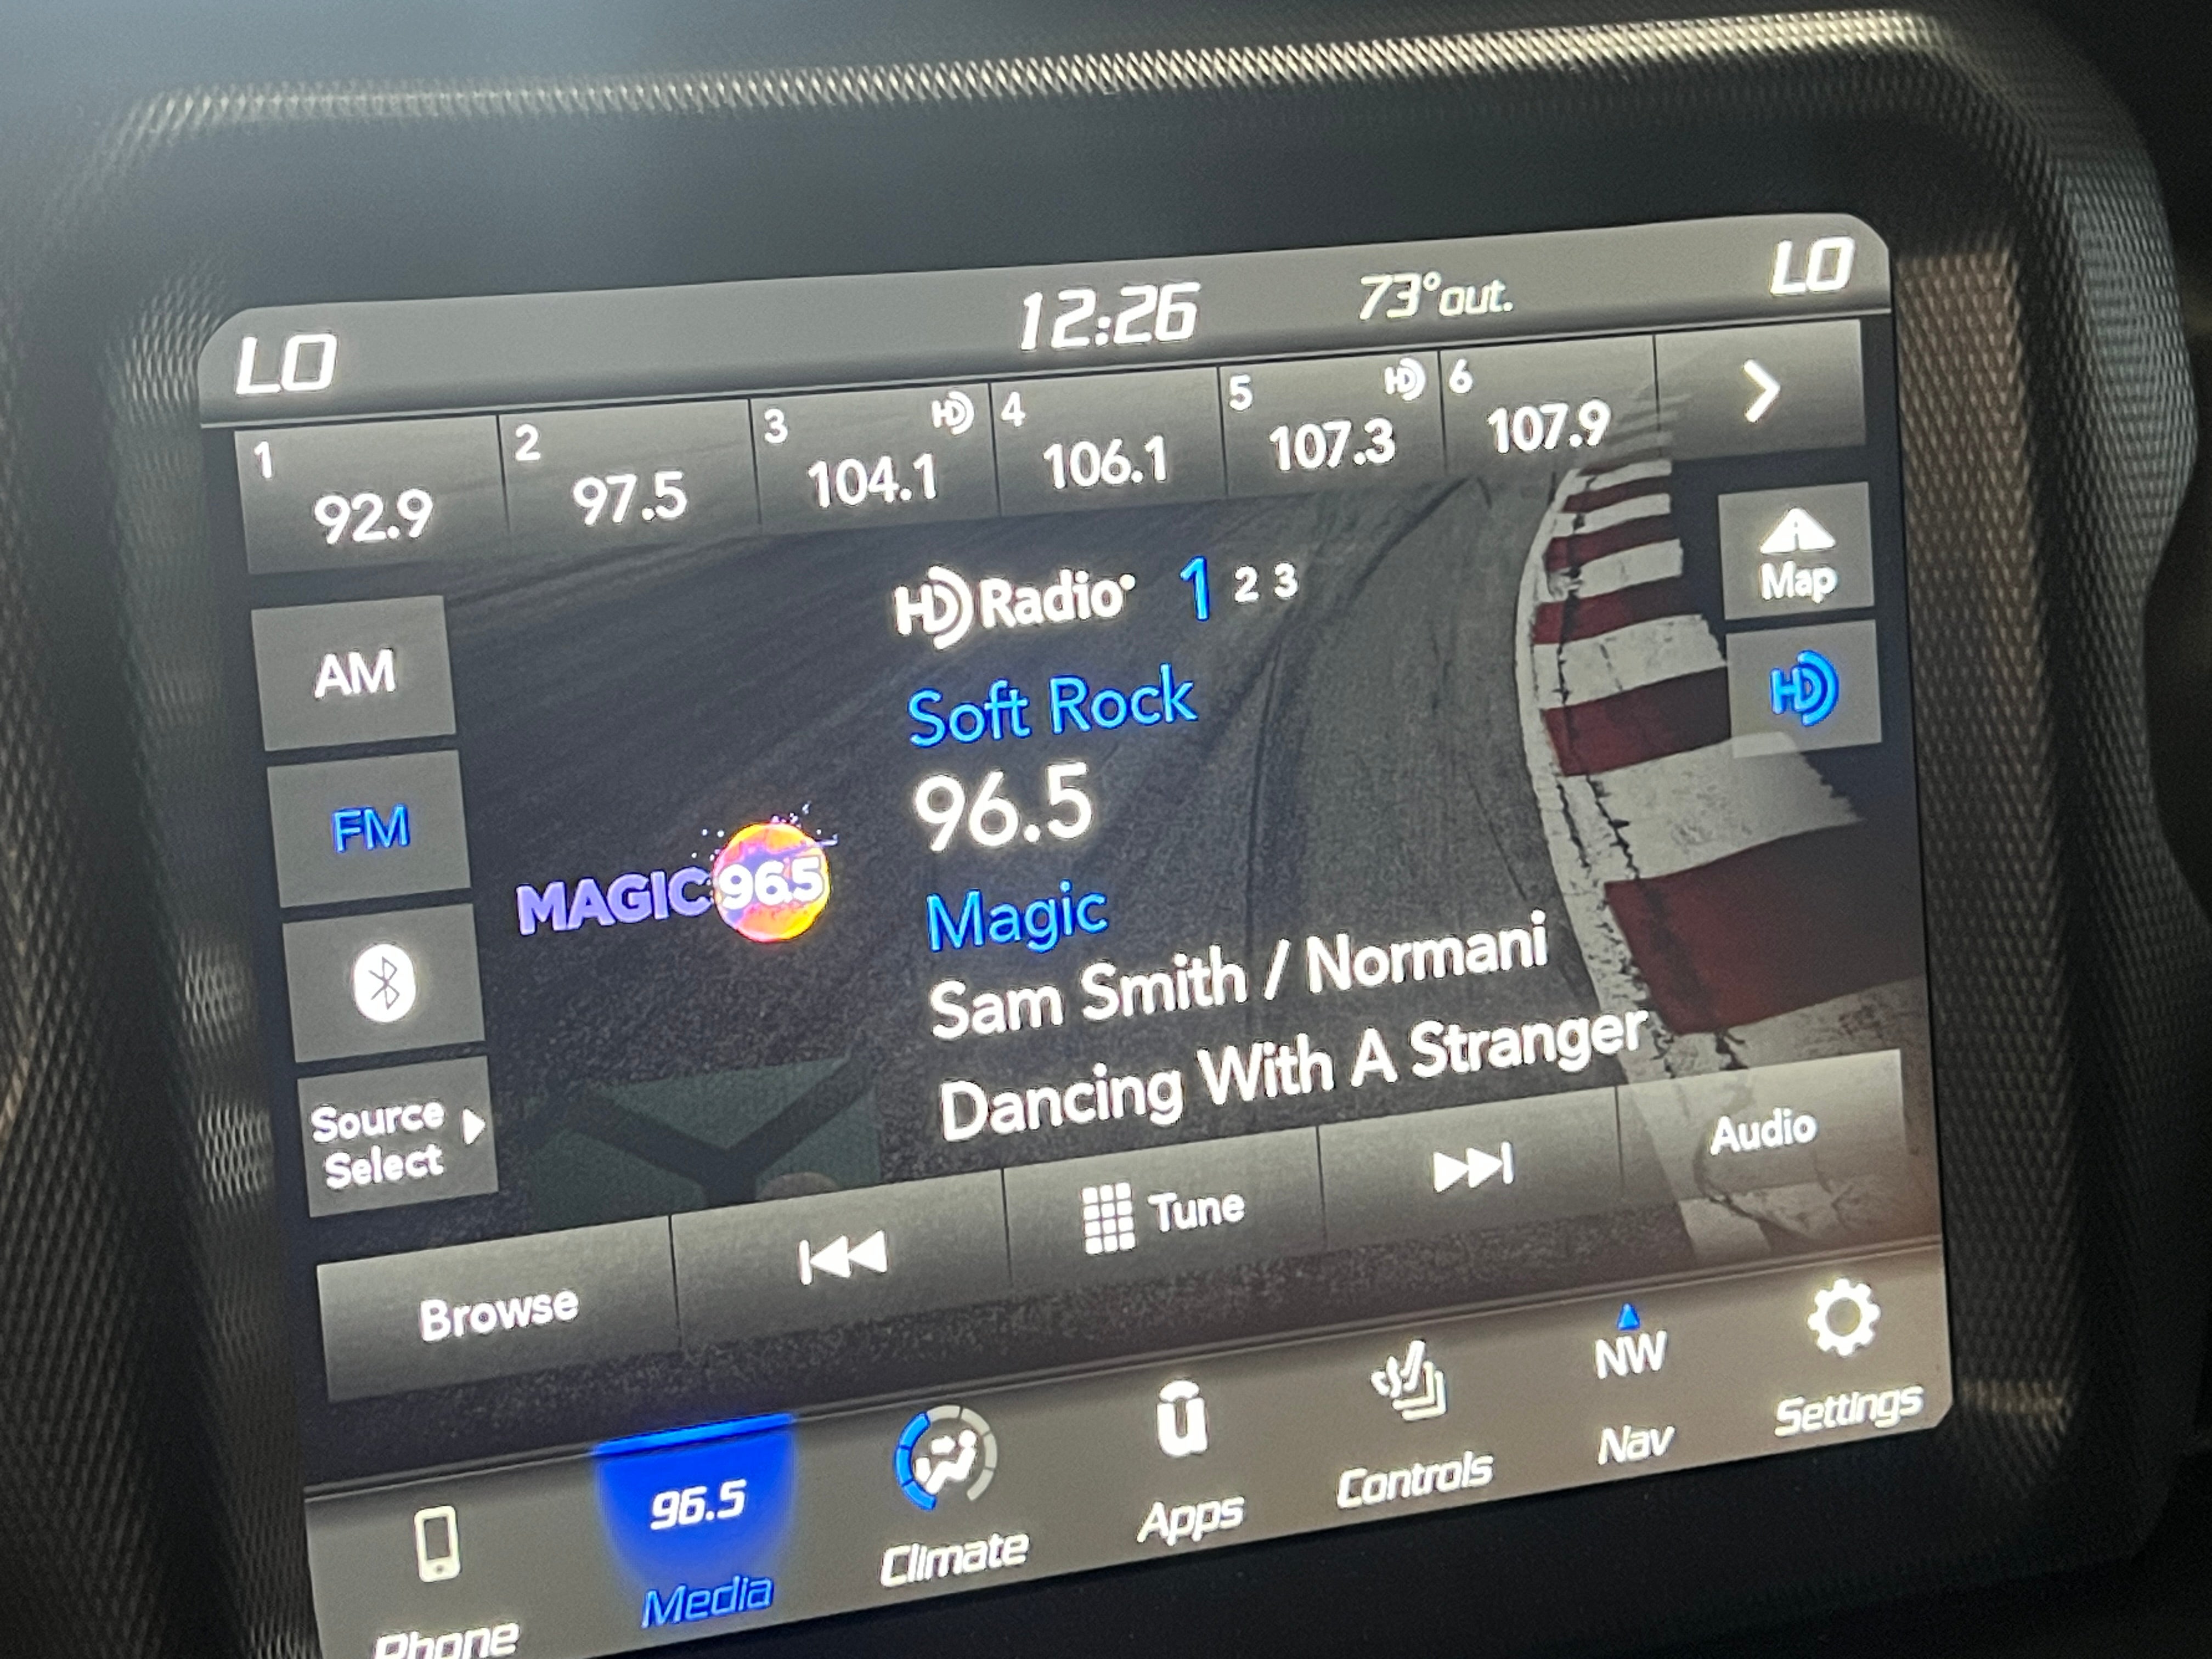 LO 12:26 73°out. LO
1 2 3 HD 4 5 HD 6
92.9 97.5 104.1 106.1 107.3 107.9
HD Radio 1 2 3
Map
AM
Soft Rock
HD
FM
96.5
MAGIC 96.5
Magic
Sam Smith / Normani
Dancing With A Stranger
Source
Select
Browse Tune Audio
96.5 NW
Phone Media Climate Apps Controls Nav Settings